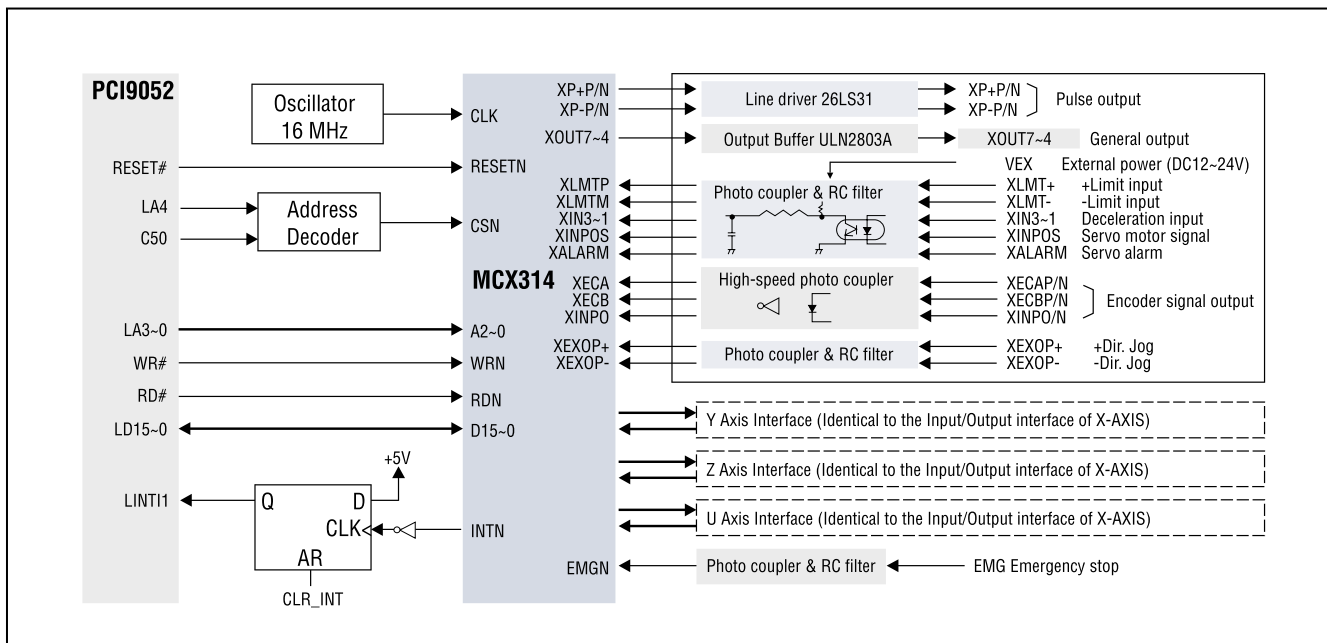 PCI9052
Oscillator
16 MHz
MCX314
CLK
RESET#
RESETN
LA4
C50
Address
Decoder
CSN
LA3~0
A2~0
WR#
WRN
RD#
RDN
LD15~0
D15~0
+5V
LINTI1
Q
D
CLK
AR
CLR_INT
INTN
XP+P/N
XP-P/N
Line driver 26LS31
XP+P/N
XP-P/N
Pulse output
XOUT7~4
Output Buffer ULN2803A
XOUT7~4
General output
VEX
External power (DC12~24V)
XLMTP
XLMTM
XIN3~1
XINPOS
XALARM
Photo coupler & RC filter
XLMT+ +Limit input
XLMT- -Limit input
XIN3~1 Deceleration input
XINPOS Servo motor signal
XALARM Servo alarm
XECA
XECB
XINPO
High-speed photo coupler
XECAP/N
XECBP/N
XINPO/N
Encoder signal output
XEXOP+
XEXOP-
Photo coupler & RC filter
XEXOP+ +Dir. Jog
XEXOP- -Dir. Jog
Y Axis Interface (Identical to the Input/Output interface of X-AXIS)
Z Axis Interface (Identical to the Input/Output interface of X-AXIS)
U Axis Interface (Identical to the Input/Output interface of X-AXIS)
EMGN
Photo coupler & RC filter
EMG Emergency stop